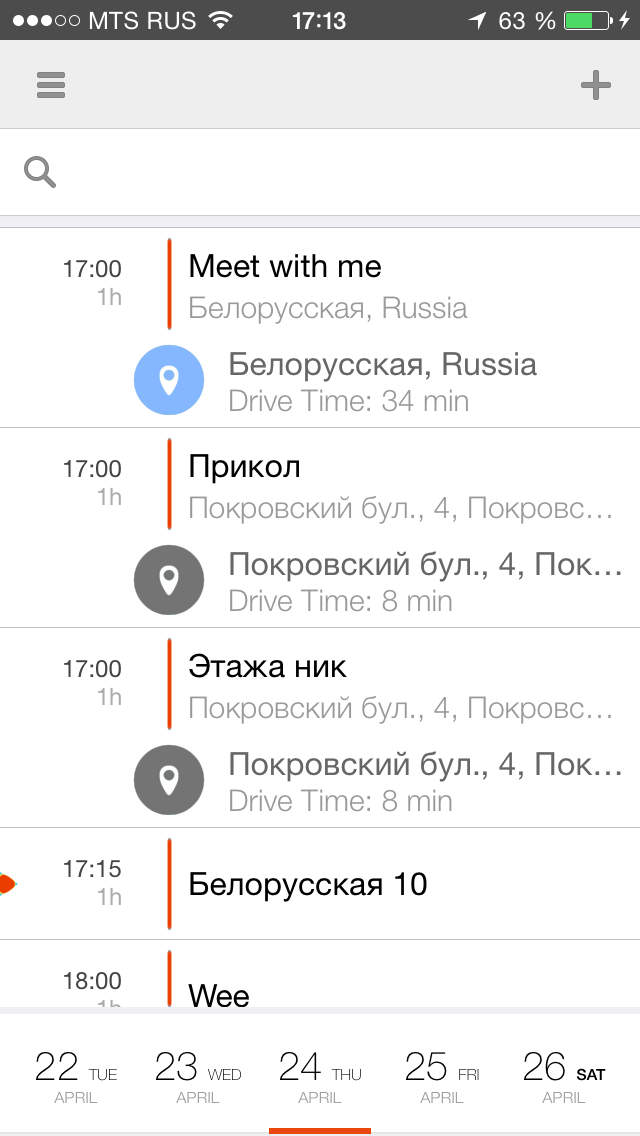 MTS RUS 17:13 63 %
17:00 Meet with me
1h Белорусская, Russia
Белорусская, Russia
Drive Time: 34 min
17:00 Прикол
1h Покровский бул., 4, Покровс...
Покровский бул., 4, Пок...
Drive Time: 8 min
17:00 Этажа ник
1h Покровский бул., 4, Покровс...
Покровский бул., 4, Пок...
Drive Time: 8 min
17:15
1h Белорусская 10
18:00
1h Wee
22 TUE 23 WED 24 THU 25 FRI 26 SAT
APRIL APRIL APRIL APRIL APRIL